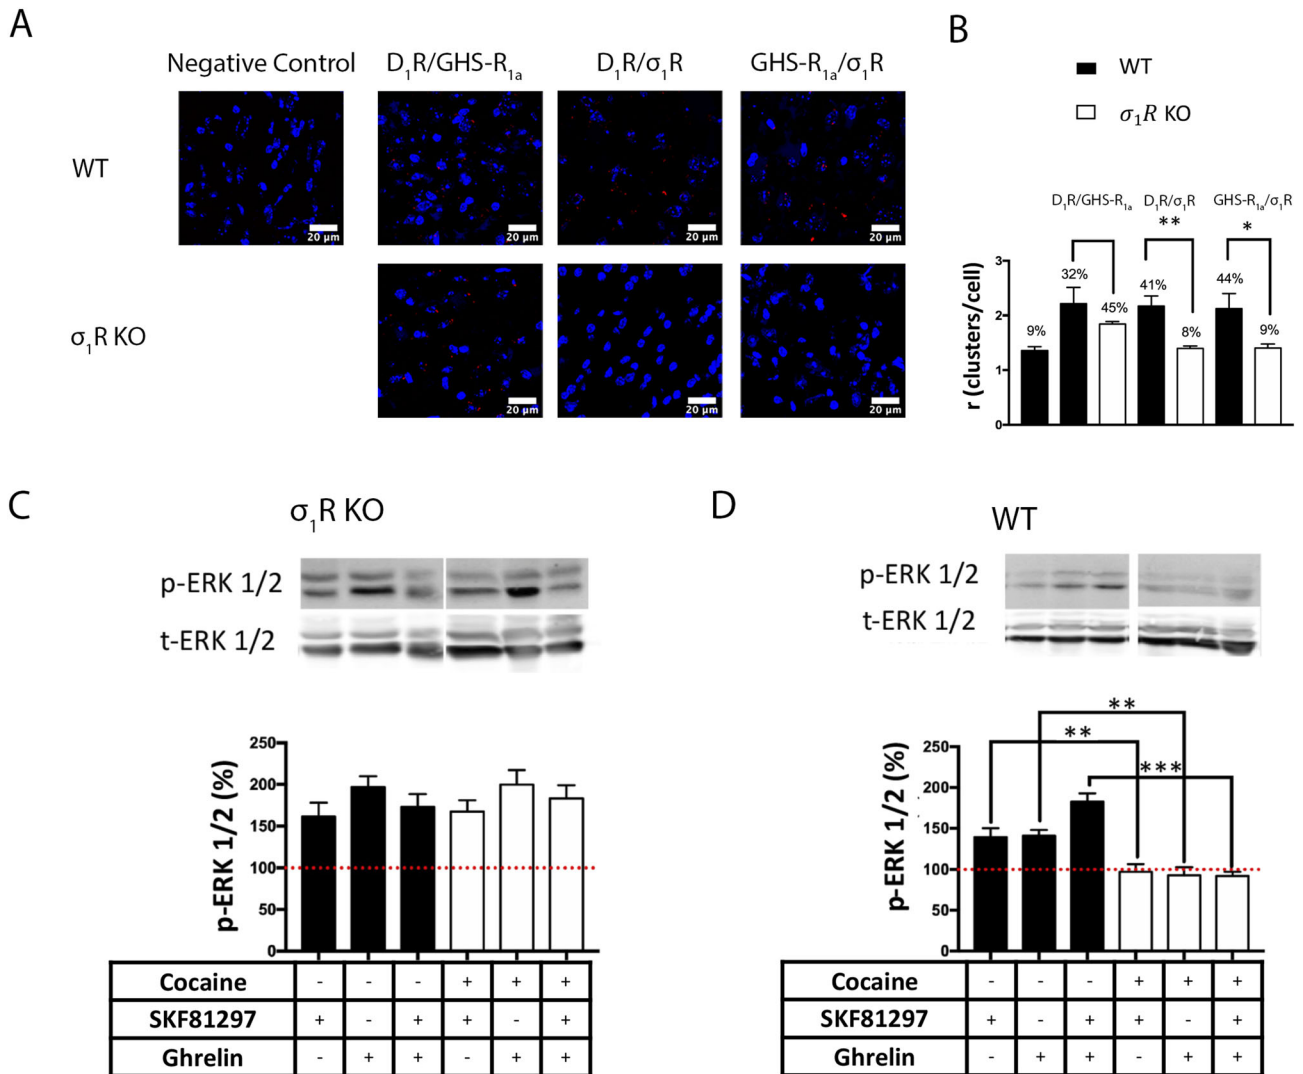 A
Negative Control D₁R/GHS-R₁ₐ D₁R/σ₁R GHS-R₁ₐ/σ₁R
WT
20 µm 20 µm 20 µm 20 µm
σ₁R KO
20 µm 20 µm 20 µm
B
WT
σ₁R KO
D₁R/GHS-R₁ₐ D₁R/σ₁R GHS-R₁ₐ/σ₁R
** *
r (clusters/cell)
3
2
1
0
9% 32% 45% 41% 8% 44% 9%
C
σ₁R KO
p-ERK 1/2
t-ERK 1/2
p-ERK 1/2 (%)
250
200
150
100
50
0
Cocaine - - - + + +
SKF81297 + - + + - +
Ghrelin - + + - + +
D
WT
p-ERK 1/2
t-ERK 1/2
**
**
***
p-ERK 1/2 (%)
250
200
150
100
50
0
Cocaine - - - + + +
SKF81297 + - + + - +
Ghrelin - + + - + +